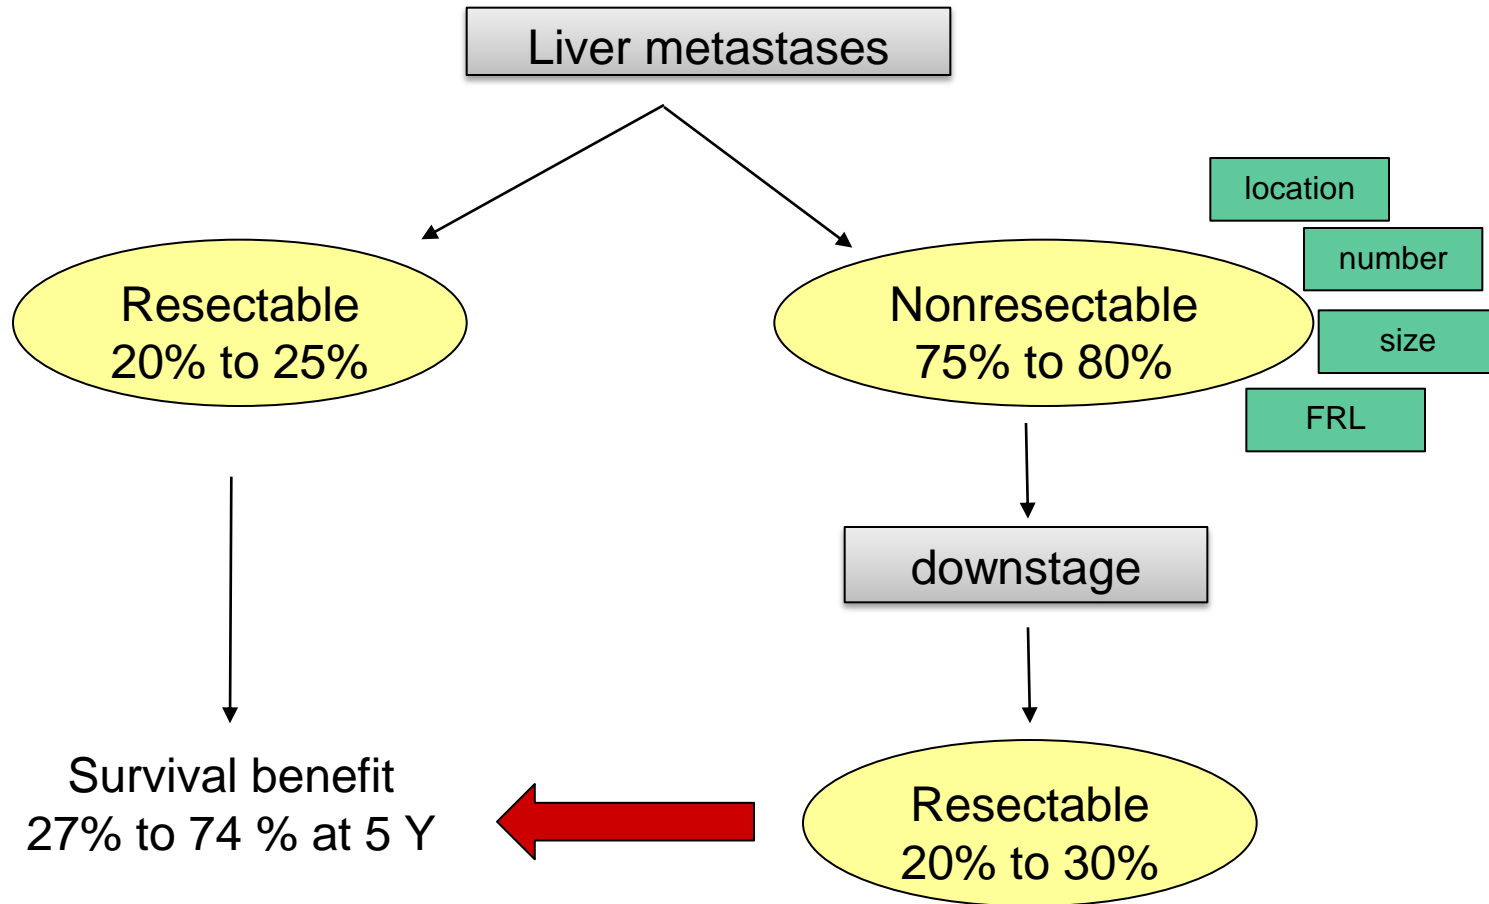 Liver metastases
location
number
size
FRL
Resectable
20% to 25%
Nonresectable
75% to 80%
downstage
Survival benefit
27% to 74 % at 5 Y
Resectable
20% to 30%